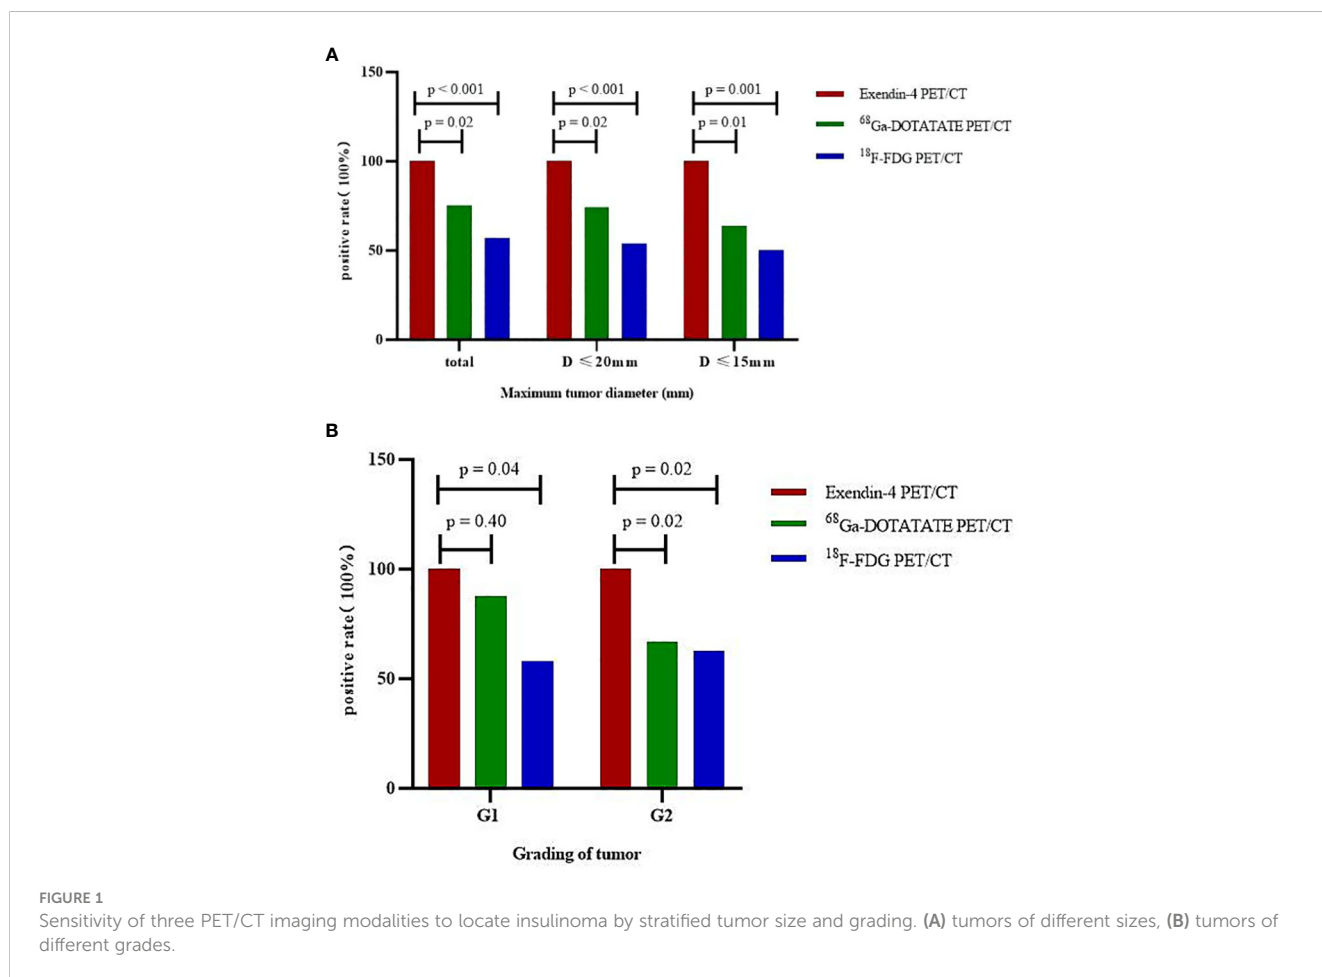 A
150
100
50
0
positive rate( 100%)
p < 0.001
p = 0.02
p < 0.001
p = 0.02
p = 0.001
p = 0.01
total
D ≤20mm
D ≤15mm
Maximum tumor diameter (mm)
Exendin-4 PET/CT
⁶⁸Ga-DOTATATE PET/CT
¹⁸F-FDG PET/CT
B
150
100
50
0
positive rate( 100%)
p = 0.04
p = 0.40
p = 0.02
p = 0.02
G1
G2
Grading of tumor
Exendin-4 PET/CT
⁶⁸Ga-DOTATATE PET/CT
¹⁸F-FDG PET/CT
FIGURE 1
Sensitivity of three PET/CT imaging modalities to locate insulinoma by stratified tumor size and grading. (A) tumors of different sizes, (B) tumors of
different grades.